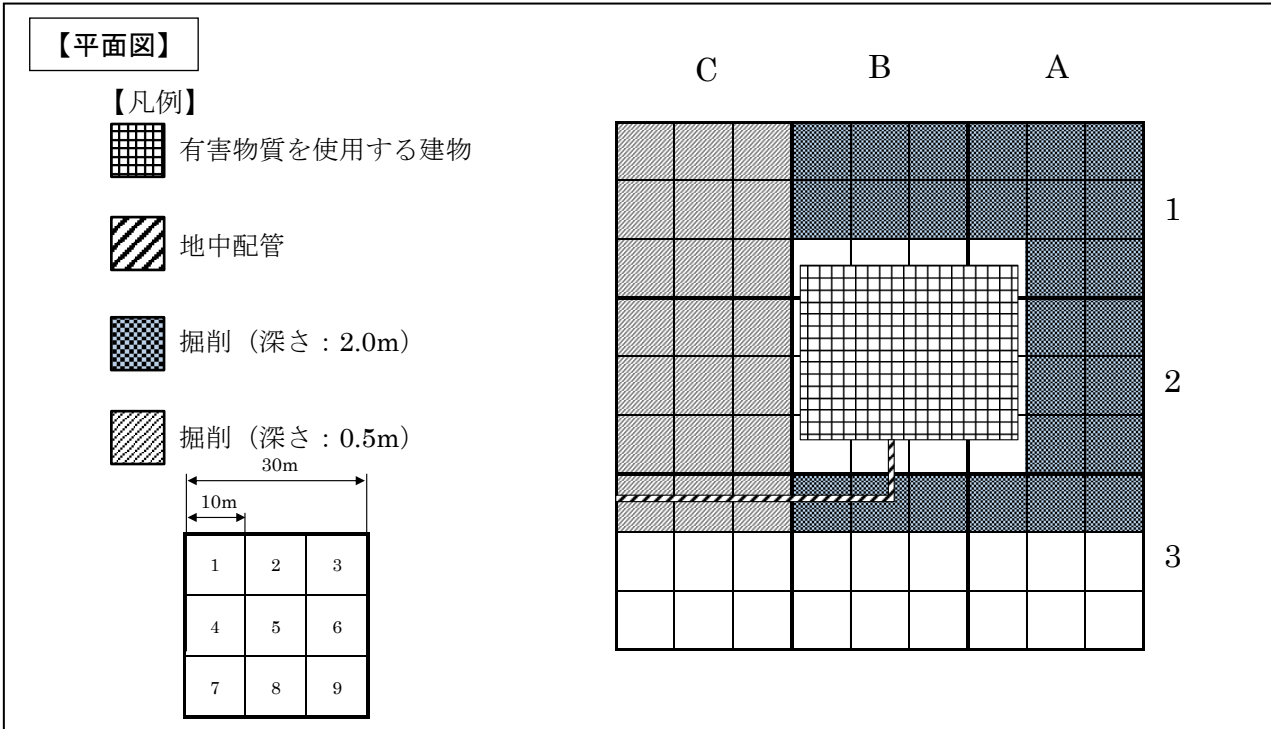 【平面図】
【凡例】
有害物質を使用する建物
地中配管
掘削（深さ：2.0m）
掘削（深さ：0.5m）
30m
10m
1 2 3
4 5 6
7 8 9
C B A
1
2
3